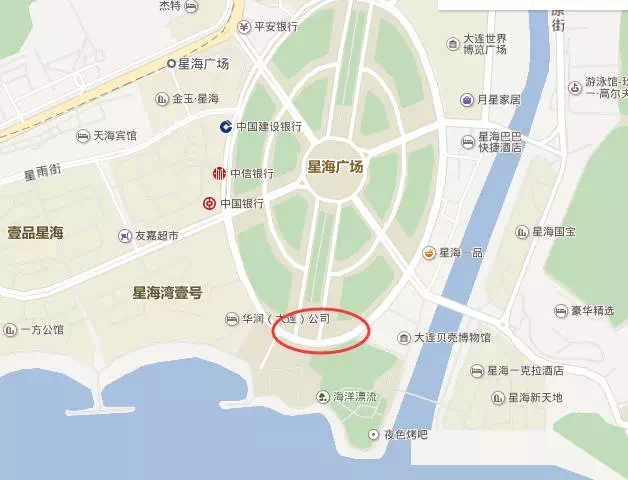 杰特
平安银行
大连世界
博览广场
原
街
星海广场
游泳馆-玖
一·高尔夫
金玉·星海
月星家居
中国建设银行
天海宾馆
星海巴巴
快捷酒店
星海广场
星雨街
中信银行
中国银行
壹品星海
友嘉超市
星海国宝
星海一品
星海湾壹号
豪华精选
华润（大连）公司
一方公馆
大连贝壳博物馆
星海一克拉酒店
海洋漂流
星海新天地
夜色烤吧